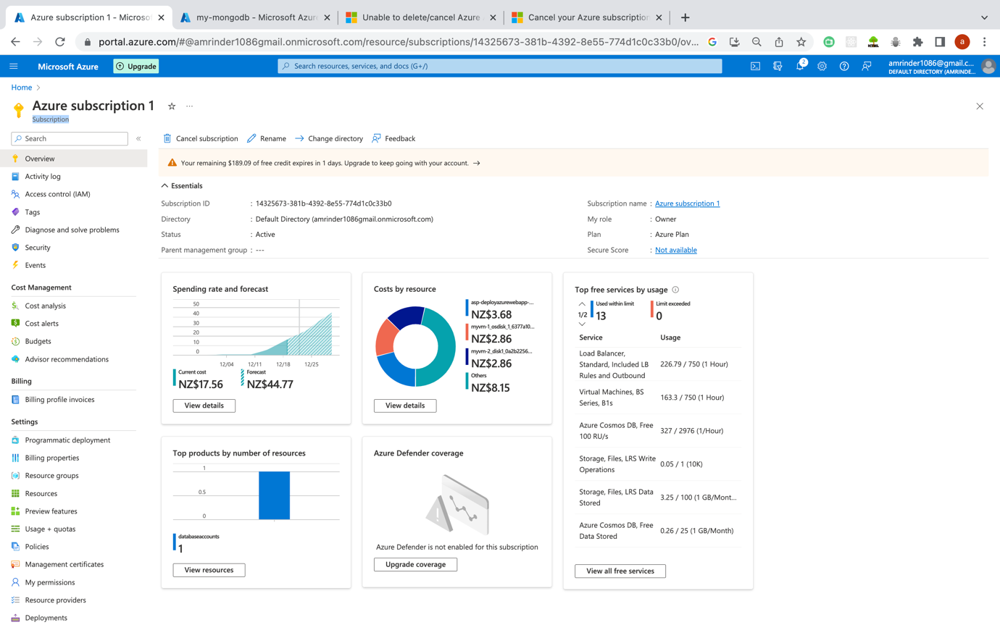 Azure subscription 1 - Microsof
my-mongodb - Microsoft Azure
Unable to delete/cancel Azure
Cancel your Azure subscription
portal.azure.com/#@amrinder1086gmail.onmicrosoft.com/resource/subscriptions/14325673-381b-4392-8e55-774d1c0c33b0/ov...
HTML
a
Microsoft Azure
Upgrade
Search resources, services, and docs (G+/)
2
amrinder1086@gmail.c...
DEFAULT DIRECTORY (AMRINDE...
Home
Azure subscription 1
Subscription
Search
Cancel subscription
Rename
Change directory
Feedback
Overview
Activity log
Access control (IAM)
Tags
Diagnose and solve problems
Security
Events
Cost Management
Cost analysis
Cost alerts
Budgets
Advisor recommendations
Billing
Billing profile invoices
Settings
Programmatic deployment
Billing properties
Resource groups
Resources
Preview features
Usage + quotas
Policies
Management certificates
My permissions
Resource providers
Deployments
Your remaining $189.09 of free credit expires in 1 days. Upgrade to keep going with your account.
Essentials
Subscription ID : 14325673-381b-4392-8e55-774d1c0c33b0
Directory : Default Directory (amrinder1086gmail.onmicrosoft.com)
Status : Active
Parent management group : ---
Subscription name : Azure subscription 1
My role : Owner
Plan : Azure Plan
Secure Score : Not available
Spending rate and forecast
50
40
30
20
10
0
12/04 12/11 12/18 12/25
Current cost
NZ$17.56
Forecast
NZ$44.77
View details
Costs by resource
asp-deployazurewebapp-...
NZ$3.68
myvm-1_osdisk_1_6377a10...
NZ$2.86
myvm-2_disk1_0a2b2256...
NZ$2.86
Others
NZ$8.15
View details
Top free services by usage
1/2
Used within limit
13
Limit exceeded
0
Service Usage
Load Balancer,
Standard, Included LB
Rules and Outbound
226.79 / 750 (1 Hour)
Virtual Machines, BS
Series, B1s
163.3 / 750 (1 Hour)
Azure Cosmos DB, Free
100 RU/s
327 / 2976 (1/Hour)
Storage, Files, LRS Write
Operations
0.05 / 1 (10K)
Storage, Files, LRS Data
Stored
3.25 / 100 (1 GB/Mont...
Azure Cosmos DB, Free
Data Stored
0.26 / 25 (1 GB/Month)
View all free services
Top products by number of resources
1
0.5
0
databaseaccounts
1
View resources
Azure Defender coverage
Azure Defender is not enabled for this subscription
Upgrade coverage